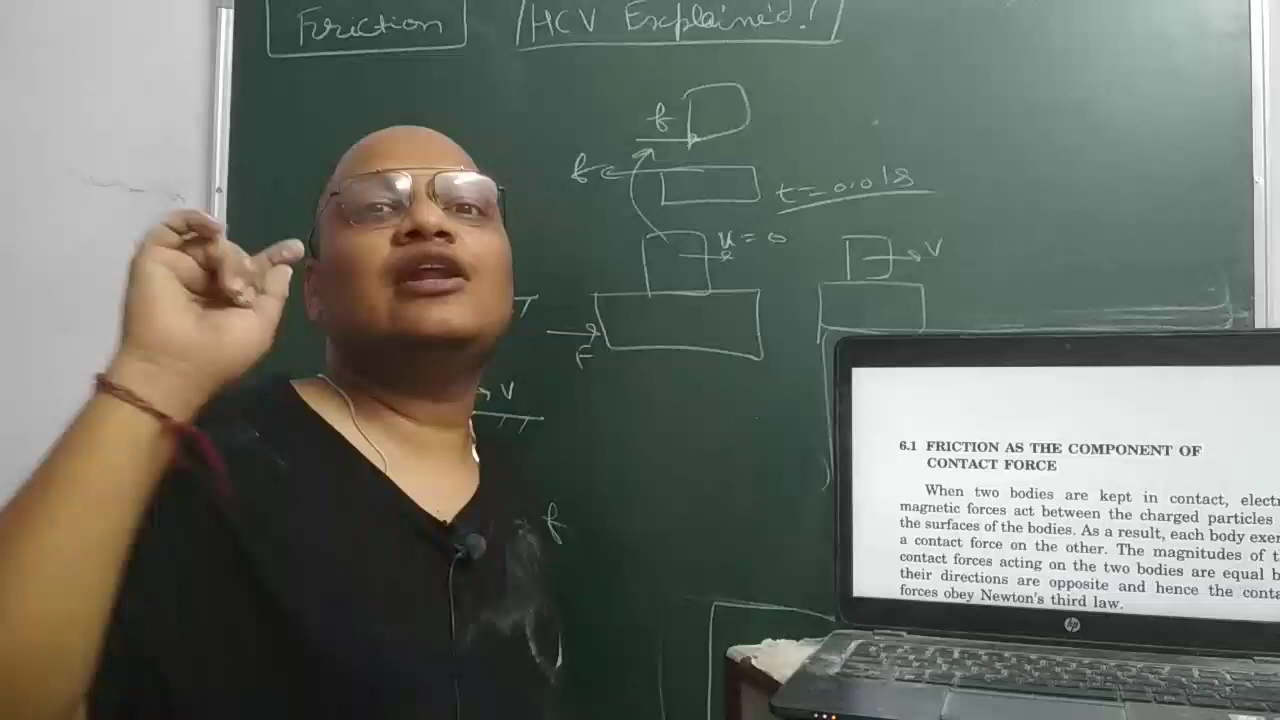 Friction
HCV Explained!
f
f
t = 0.01s
u = 0
V
F
V
f
6.1 FRICTION AS THE COMPONENT OF
CONTACT FORCE
When two bodies are kept in contact, elect
magnetic forces act between the charged particles
the surfaces of the bodies. As a result, each body exer
a contact force on the other. The magnitudes of t
contact forces acting on the two bodies are equal b
their directions are opposite and hence the conta
forces obey Newton's third law.
hp